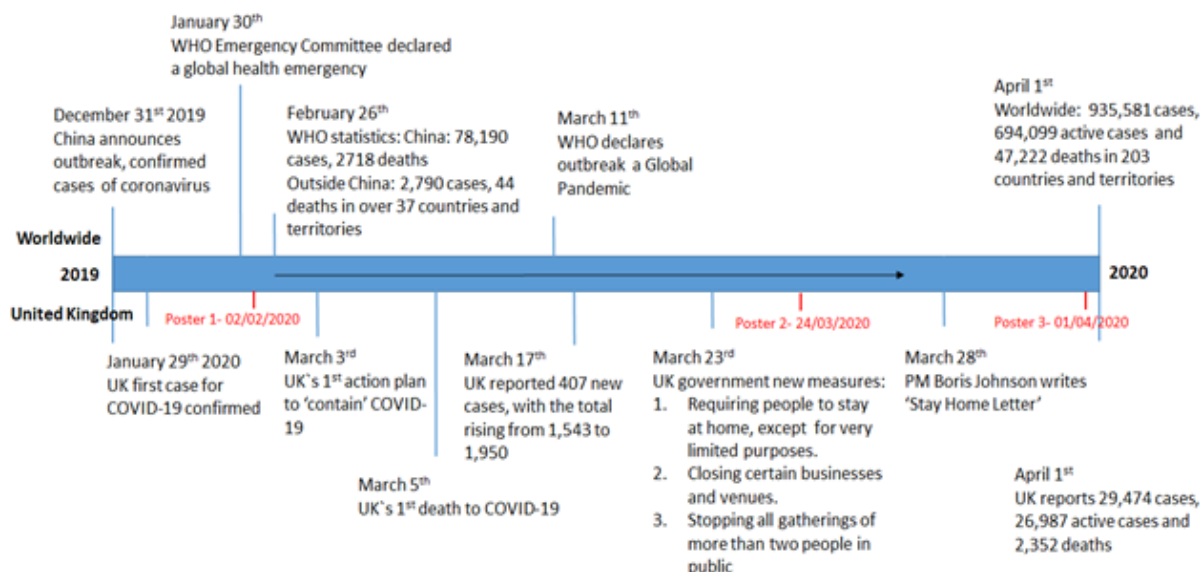 January 30th
WHO Emergency Committee declared
a global health emergency
December 31st 2019
China announces
outbreak, confirmed
cases of coronavirus
February 26th
WHO statistics: China: 78,190
cases, 2718 deaths
Outside China: 2,790 cases, 44
deaths in over 37 countries and
territories
March 11th
WHO declares
outbreak a Global
Pandemic
April 1st
Worldwide: 935,581 cases,
694,099 active cases and
47,222 deaths in 203
countries and territories
Worldwide
2019
2020
United Kingdom
Poster 1- 02/02/2020
Poster 2- 24/03/2020
Poster 3- 01/04/2020
January 29th 2020
UK first case for
COVID-19 confirmed
March 3rd
UK`s 1st action plan
to ‘contain’ COVID-
19
March 5th
UK`s 1st death to COVID-19
March 17th
UK reported 407 new
cases, with the total
rising from 1,543 to
1,950
March 23rd
UK government new measures:
1. Requiring people to stay
at home, except for very
limited purposes.
2. Closing certain businesses
and venues.
3. Stopping all gatherings of
more than two people in
public
March 28th
PM Boris Johnson writes
‘Stay Home Letter’
April 1st
UK reports 29,474 cases,
26,987 active cases and
2,352 deaths